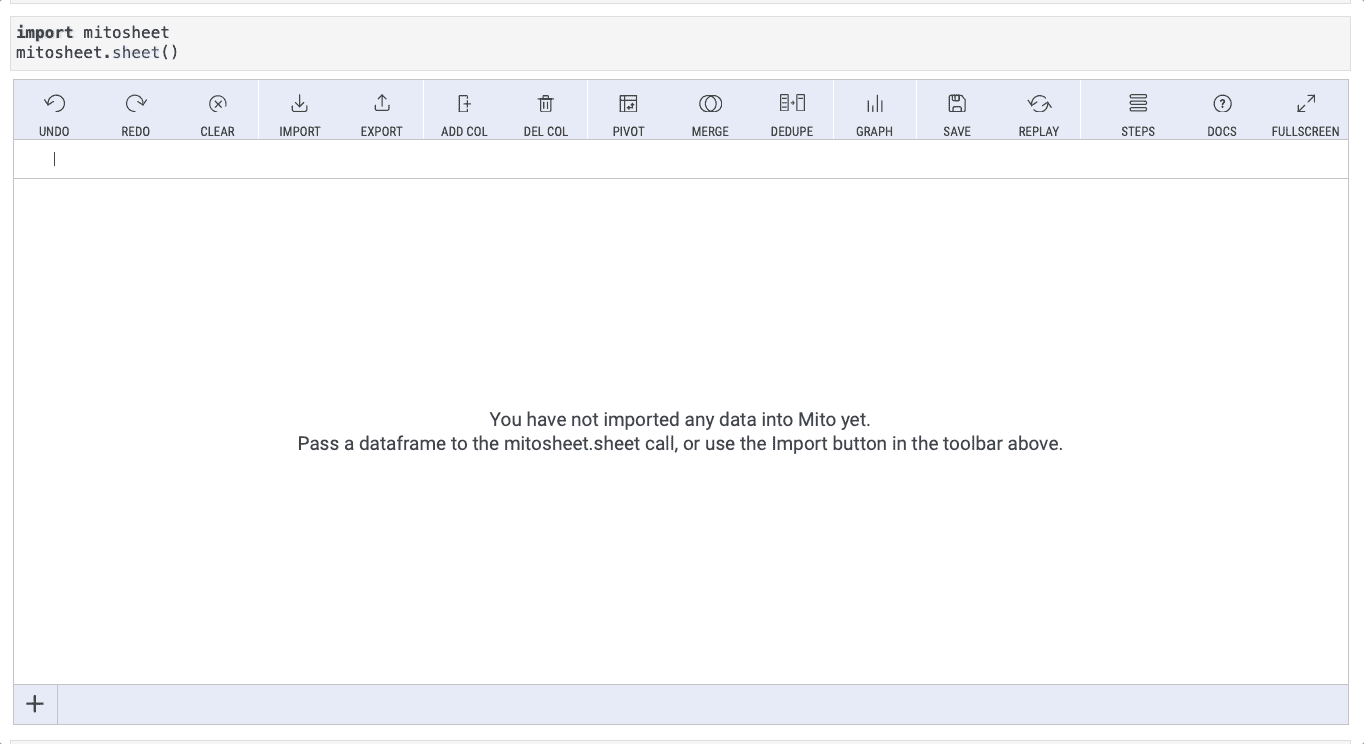 import mitosheet
mitosheet.sheet()
UNDO REDO CLEAR IMPORT EXPORT ADD COL DEL COL PIVOT MERGE DEDUPE GRAPH SAVE REPLAY STEPS DOCS FULLSCREEN
You have not imported any data into Mito yet.
Pass a dataframe to the mitosheet.sheet call, or use the Import button in the toolbar above.
+